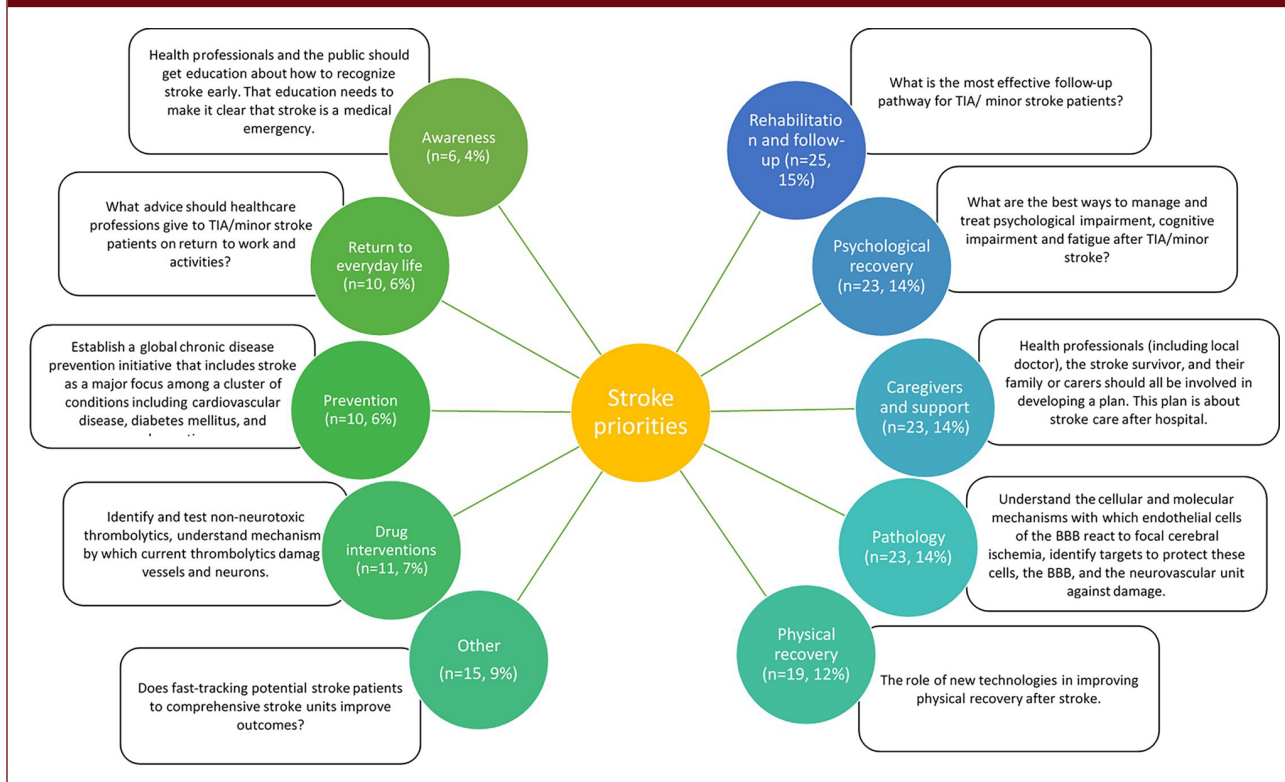 Health professionals and the public should
get education about how to recognize
stroke early. That education needs to
make it clear that stroke is a medical
emergency.
Awareness
(n=6, 4%)
What advice should healthcare
professions give to TIA/minor stroke
patients on return to work and
activities?
Return to
everyday life
(n=10, 6%)
Establish a global chronic disease
prevention initiative that includes stroke
as a major focus among a cluster of
conditions including cardiovascular
disease, diabetes mellitus, and
Prevention
(n=10, 6%)
Identify and test non-neurotoxic
thrombolytics, understand mechanism
by which current thrombolytics damag
vessels and neurons.
Drug
interventions
(n=11, 7%)
Other
(n=15, 9%)
Does fast-tracking potential stroke patients
to comprehensive stroke units improve
outcomes?
Stroke
priorities
Rehabilitatio
n and follow-
up (n=25,
15%)
What is the most effective follow-up
pathway for TIA/ minor stroke patients?
Psychological
recovery
(n=23, 14%)
What are the best ways to manage and
treat psychological impairment, cognitive
impairment and fatigue after TIA/minor
stroke?
Caregivers
and support
(n=23, 14%)
Health professionals (including local
doctor), the stroke survivor, and their
family or carers should all be involved in
developing a plan. This plan is about
stroke care after hospital.
Pathology
(n=23, 14%)
Understand the cellular and molecular
mechanisms with which endothelial cells
of the BBB react to focal cerebral
ischemia, identify targets to protect these
cells, the BBB, and the neurovascular unit
against damage.
Physical
recovery
(n=19, 12%)
The role of new technologies in improving
physical recovery after stroke.